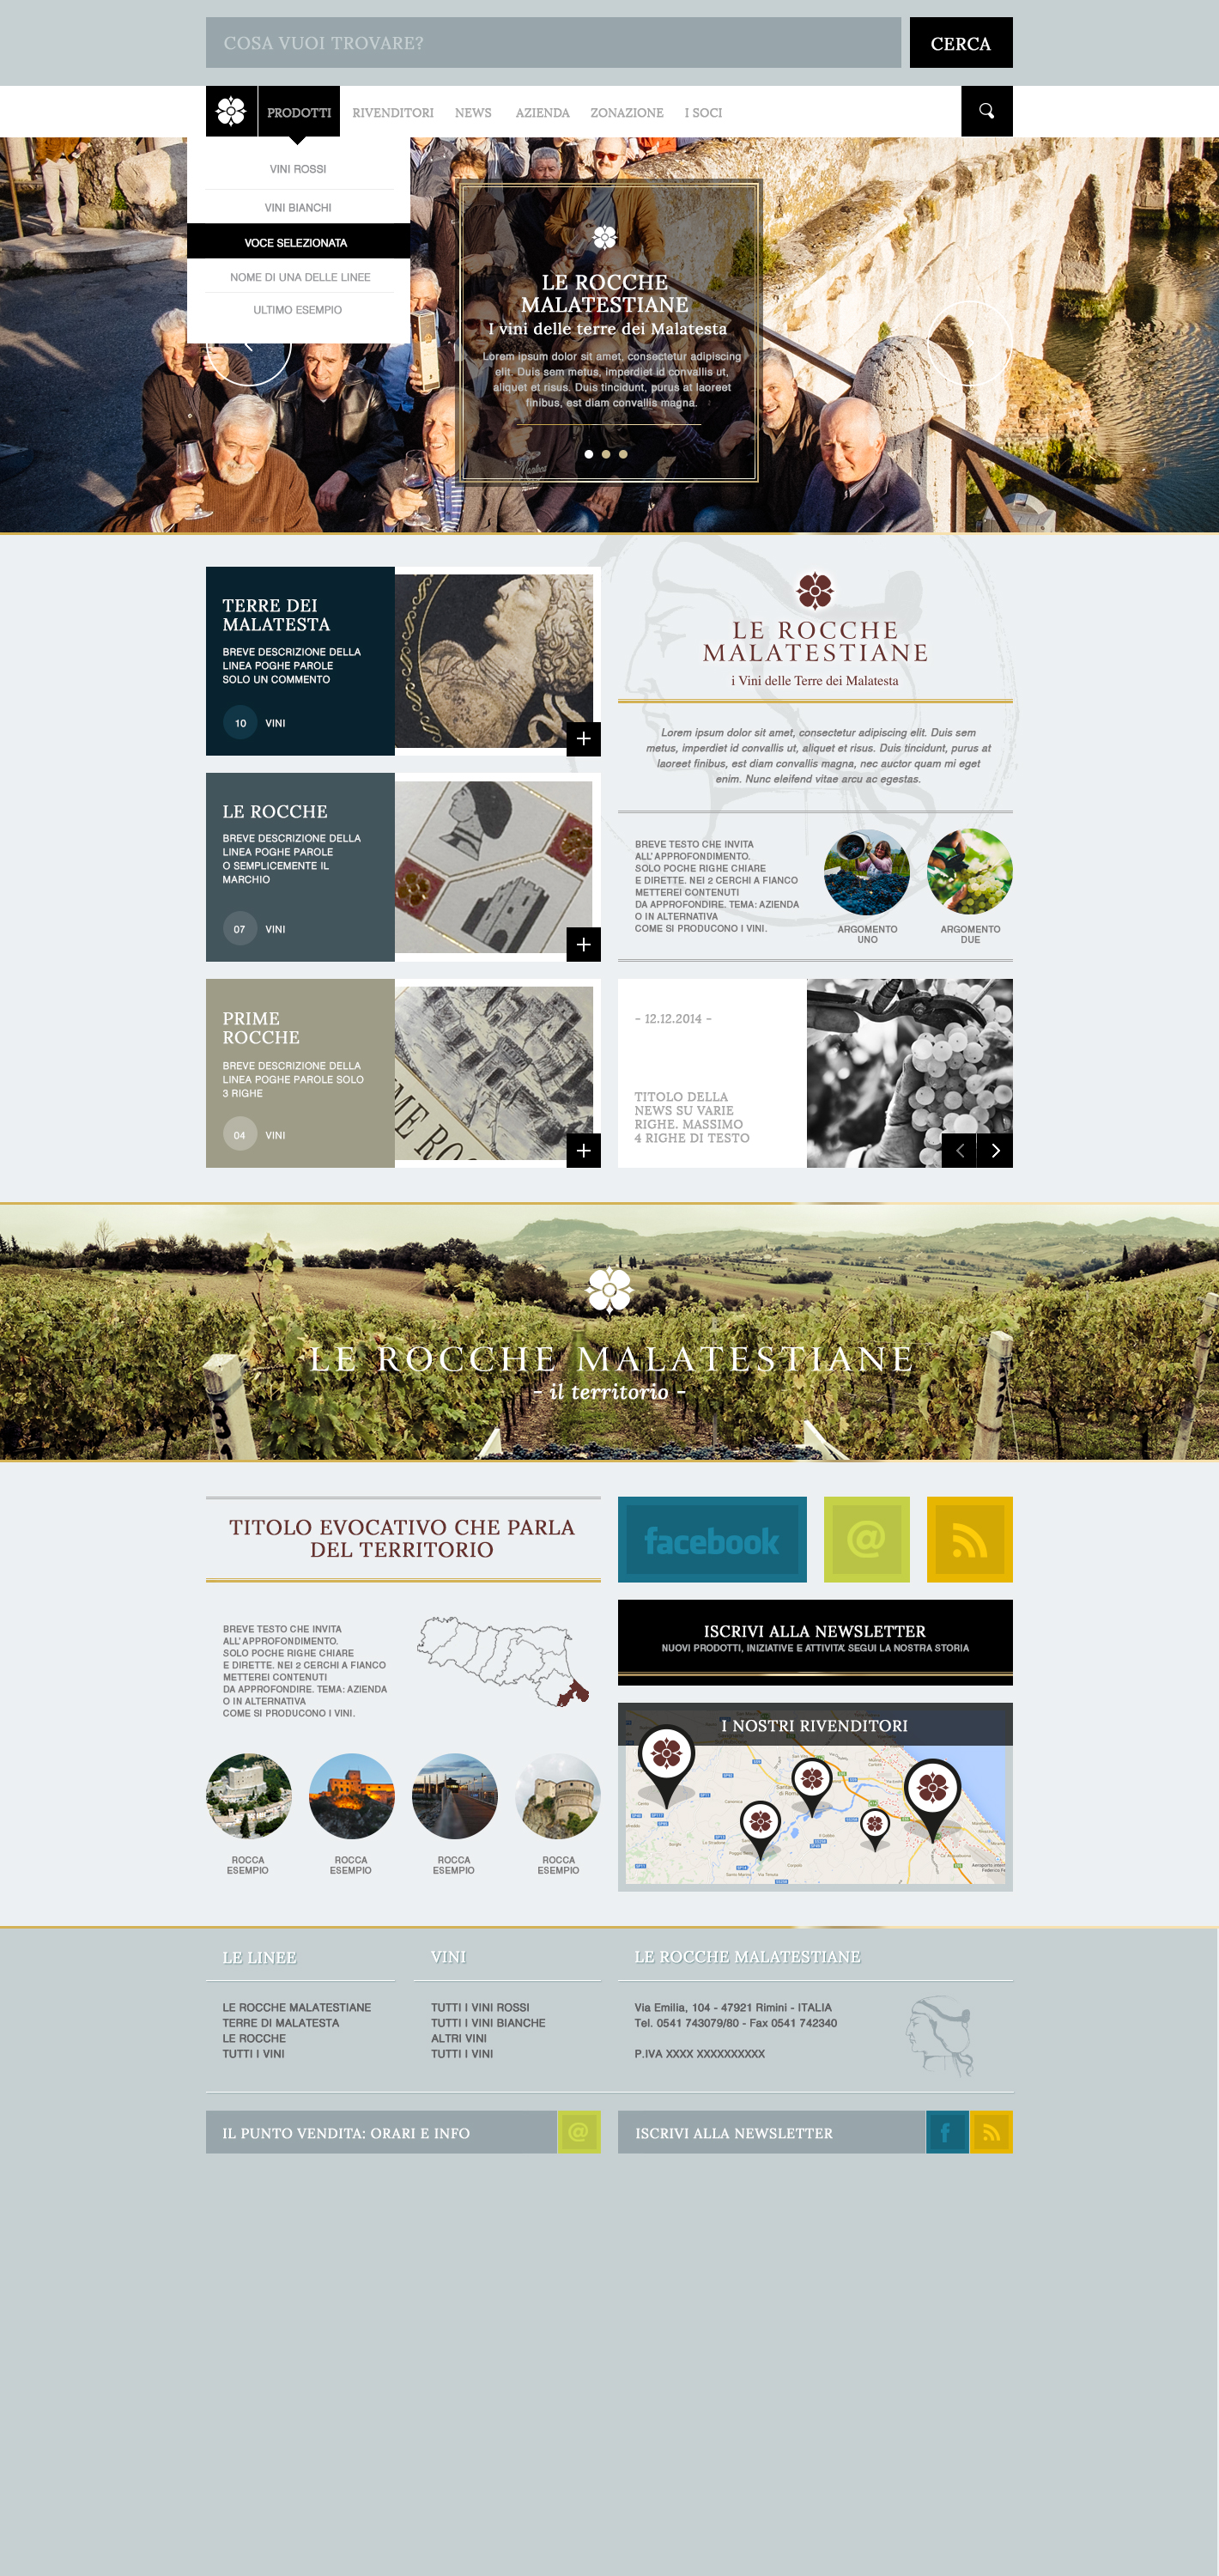 COSA VUOI TROVARE?
CERCA
PRODOTTI
RIVENDITORI
NEWS
AZIENDA
ZONAZIONE
I SOCI
VINI ROSSI
VINI BIANCHI
VOCE SELEZIONATA
NOME DI UNA DELLE LINEE
ULTIMO ESEMPIO
LE ROCCHE
MALATESTIANE
I vini delle terre dei Malatesta
Lorem ipsum dolor sit amet, consectetur adipiscing
elit. Duis sem metus, imperdiet id convallis ut,
aliquet et risus. Duis tincidunt, purus at laoreet
finibus, est diam convallis magna.
TERRE DEI
MALATESTA
BREVE DESCRIZIONE DELLA
LINEA POGHE PAROLE
SOLO UN COMMENTO
10 VINI
LE ROCCHE
BREVE DESCRIZIONE DELLA
LINEA POGHE PAROLE
O SEMPLICEMENTE IL
MARCHIO
07 VINI
PRIME
ROCCHE
BREVE DESCRIZIONE DELLA
LINEA POGHE PAROLE SOLO
3 RIGHE
04 VINI
LE ROCCHE
MALATESTIANE
i Vini delle Terre dei Malatesta
Lorem ipsum dolor sit amet, consectetur adipiscing elit. Duis sem
metus, imperdiet id convallis ut, aliquet et risus. Duis tincidunt, purus at
laoreet finibus, est diam convallis magna, nec auctor quam mi eget
enim. Nunc eleifend vitae arcu ac egestas.
BREVE TESTO CHE INVITA
ALL' APPROFONDIMENTO.
SOLO POCHE RIGHE CHIARE
E DIRETTE. NEI 2 CERCHI A FIANCO
METTEREI CONTENUTI
DA APPROFONDIRE. TEMA: AZIENDA
O IN ALTERNATIVA
COME SI PRODUCONO I VINI.
ARGOMENTO
UNO
ARGOMENTO
DUE
- 12.12.2014 -
TITOLO DELLA
NEWS SU VARIE
RIGHE. MASSIMO
4 RIGHE DI TESTO
LE ROCCHE MALATESTIANE
- il territorio -
TITOLO EVOCATIVO CHE PARLA
DEL TERRITORIO
BREVE TESTO CHE INVITA
ALL' APPROFONDIMENTO.
SOLO POCHE RIGHE CHIARE
E DIRETTE. NEI 2 CERCHI A FIANCO
METTEREI CONTENUTI
DA APPROFONDIRE. TEMA: AZIENDA
O IN ALTERNATIVA
COME SI PRODUCONO I VINI.
ROCCA
ESEMPIO
ROCCA
ESEMPIO
ROCCA
ESEMPIO
ROCCA
ESEMPIO
facebook
@
ISCRIVI ALLA NEWSLETTER
NUOVI PRODOTTI, INIZIATIVE E ATTIVITA'. SEGUI LA NOSTRA STORIA
I NOSTRI RIVENDITORI
LE LINEE
LE ROCCHE MALATESTIANE
TERRE DI MALATESTA
LE ROCCHE
TUTTI I VINI
VINI
TUTTI I VINI ROSSI
TUTTI I VINI BIANCHE
ALTRI VINI
TUTTI I VINI
LE ROCCHE MALATESTIANE
Via Emilia, 104 - 47921 Rimini - ITALIA
Tel. 0541 743079/80 - Fax 0541 742340
P.IVA XXXX XXXXXXXXXX
IL PUNTO VENDITA: ORARI E INFO
@
ISCRIVI ALLA NEWSLETTER
f